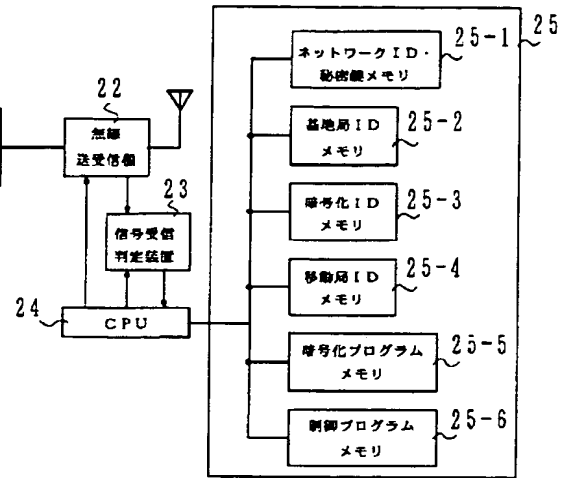 22
無線
送受信機
23
信号受信
判定装置
24
CPU
25
25-1
ネットワークID・
秘密鍵メモリ
25-2
基地局ID
メモリ
25-3
暗号化ID
メモリ
25-4
移動局ID
メモリ
25-5
暗号化プログラム
メモリ
25-6
制御プログラム
メモリ